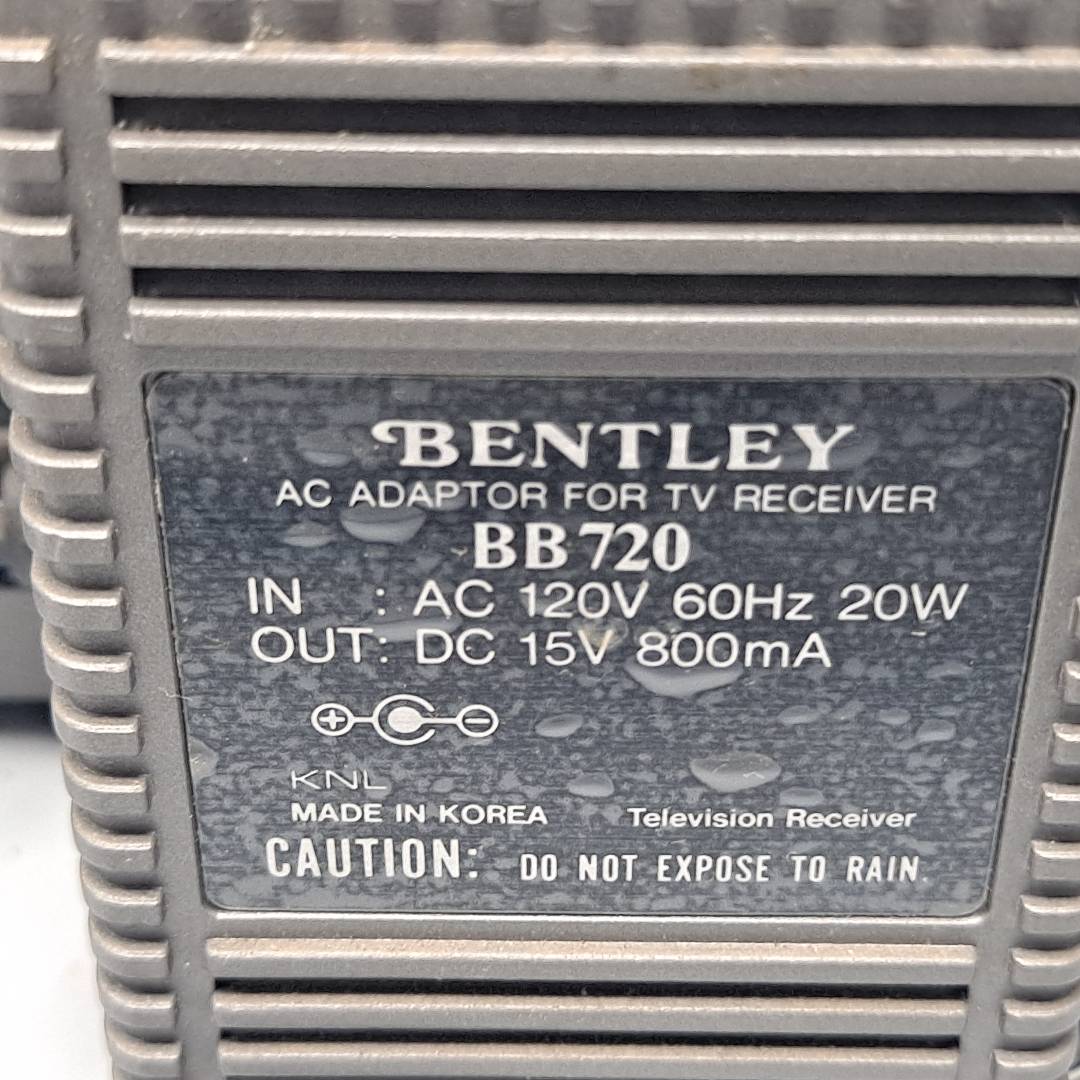 BENTLEY
AC ADAPTOR FOR TV RECEIVER
BB720
IN : AC 120V 60Hz 20W
OUT: DC 15V 800mA
KNL
MADE IN KOREA Television Receiver
CAUTION: DO NOT EXPOSE TO RAIN.